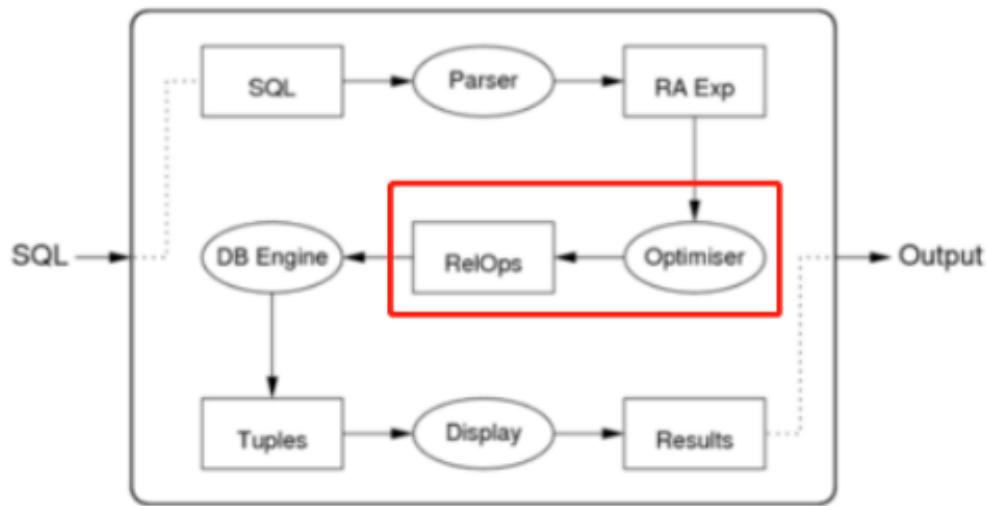 SQL
Parser
RA Exp
SQL
DB Engine
RelOps
Optimiser
Output
Tuples
Display
Results